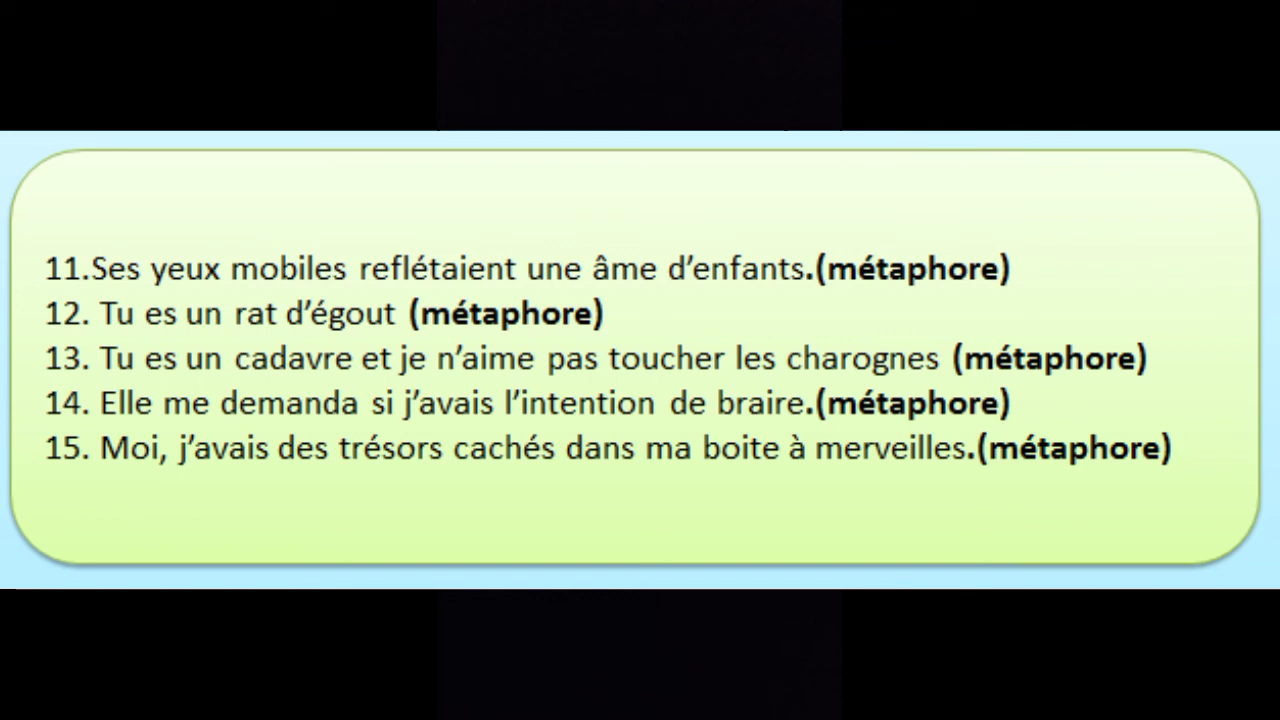 11.Ses yeux mobiles reflétaient une âme d’enfants.(métaphore)
12. Tu es un rat d’égout (métaphore)
13. Tu es un cadavre et je n’aime pas toucher les charognes (métaphore)
14. Elle me demanda si j’avais l’intention de braire.(métaphore)
15. Moi, j’avais des trésors cachés dans ma boite à merveilles.(métaphore)